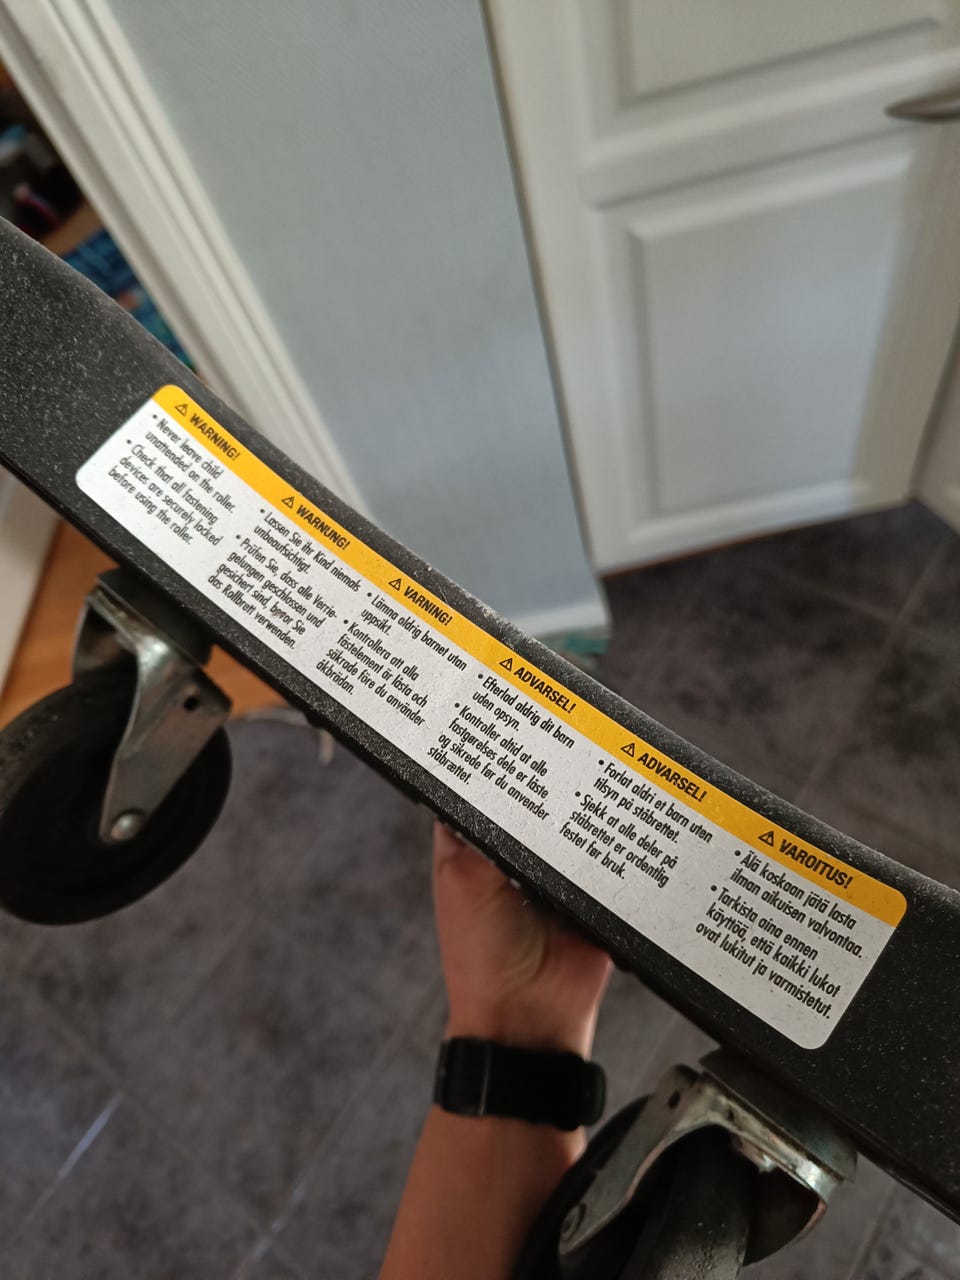 ⚠ WARNING!
• Never leave child
unattended on the roller.
• Check that all fastening
devices are securely locked
before using the roller.
⚠ WARNUNG!
• Lassen Sie ihr Kind niemals
unbeaufsichtigt.
• Prüfen Sie, dass alle Verrie-
gelungen geschlossen und
gesichert sind, bevor Sie
das Rollbrett verwenden.
⚠ VARNING!
• Lämna aldrig barnet utan
uppsikt.
• Kontrollera att alla
fästelement är låsta och
säkrade före du använder
åkbrädan.
⚠ ADVARSEL!
• Efterlad aldrig dit barn
uden opsyn.
• Kontroller altid at alle
fastgørelses dele er låste
og sikrede før du anvender
ståbrættet.
⚠ ADVARSEL!
• Forlat aldri et barn uten
tilsyn på ståbrettet.
• Sjekk at alle deler på
ståbrettet er ordentlig
festet før bruk.
⚠ VAROITUS!
• Älä koskaan jätä lasta
ilman aikuisen valvontaa.
• Tarkista aina ennen
käyttöä, että kaikki lukot
ovat lukitut ja varmistetut.